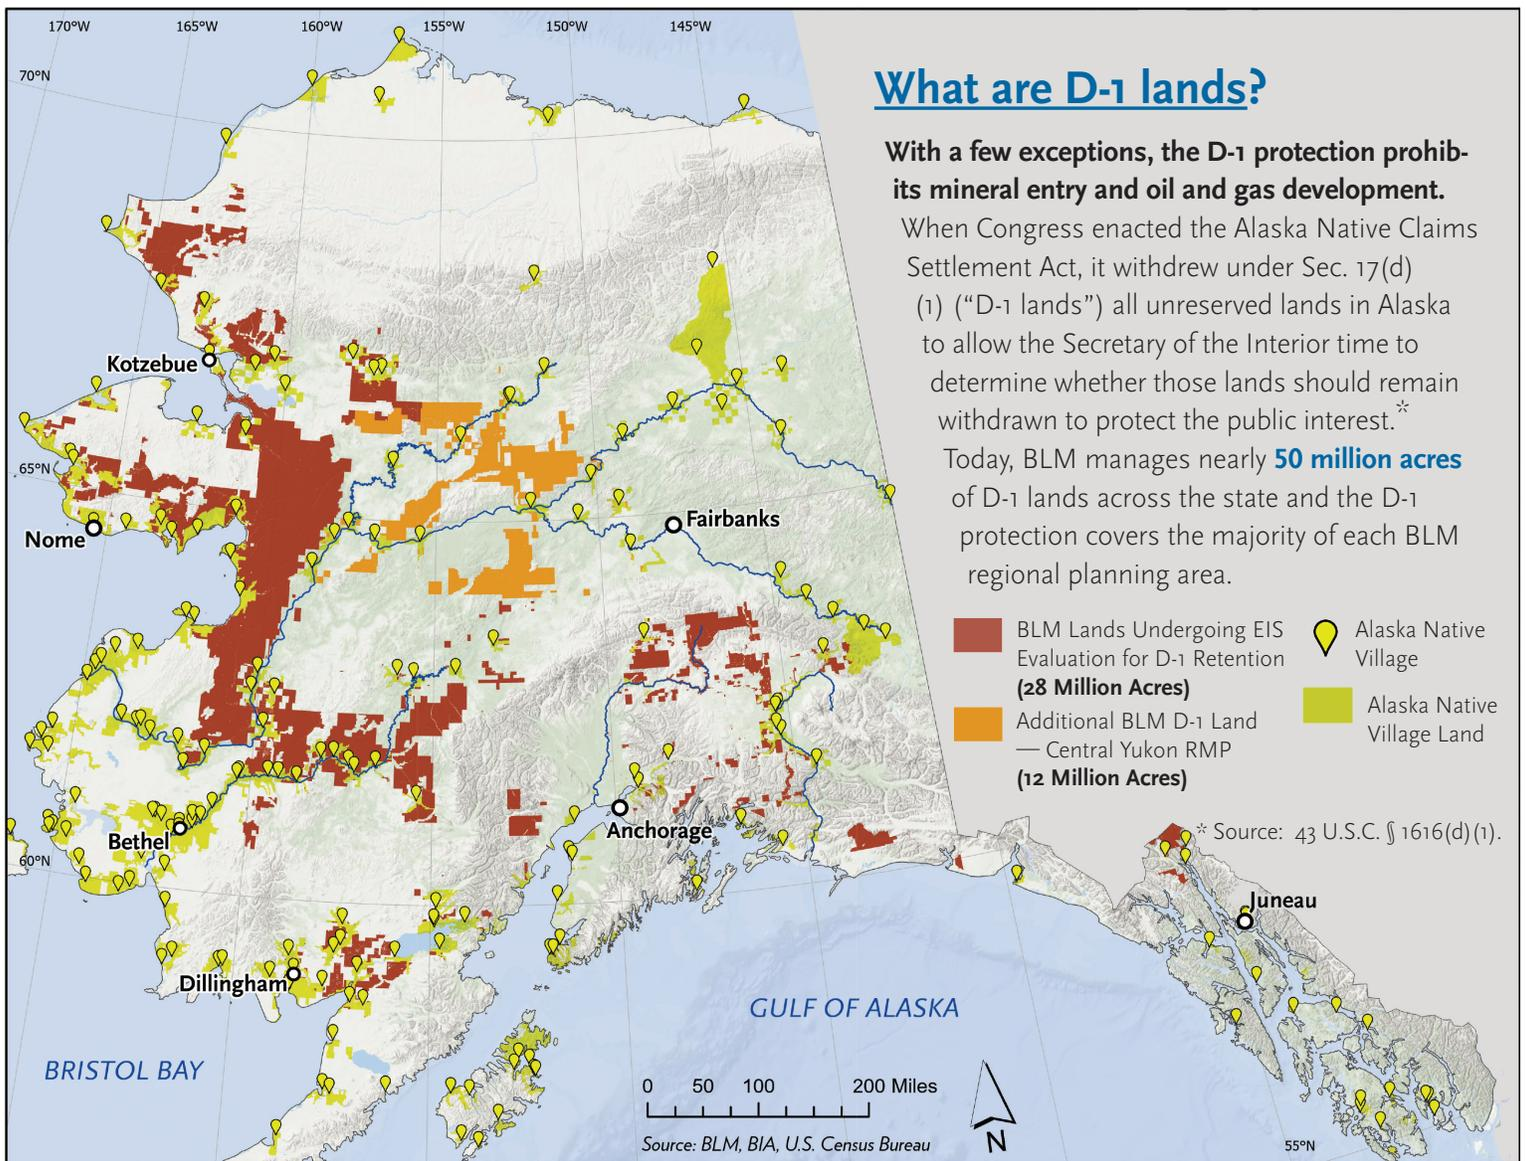 170°W
165°W
160°W
155°W
150°W
145°W
70°N
65°N
60°N
55°N
Kotzebue
Nome
Fairbanks
Bethel
Anchorage
Dillingham
Juneau
GULF OF ALASKA
BRISTOL BAY
What are D-1 lands?
With a few exceptions, the D-1 protection prohib-
its mineral entry and oil and gas development.
When Congress enacted the Alaska Native Claims
Settlement Act, it withdrew under Sec. 17(d)
(1) (“D-1 lands”) all unreserved lands in Alaska
to allow the Secretary of the Interior time to
determine whether those lands should remain
withdrawn to protect the public interest.*
Today, BLM manages nearly 50 million acres
of D-1 lands across the state and the D-1
protection covers the majority of each BLM
regional planning area.
BLM Lands Undergoing EIS
Evaluation for D-1 Retention
(28 Million Acres)
Additional BLM D-1 Land
— Central Yukon RMP
(12 Million Acres)
Alaska Native
Village
Alaska Native
Village Land
* Source: 43 U.S.C. § 1616(d)(1).
0 50 100 200 Miles
Source: BLM, BIA, U.S. Census Bureau
N